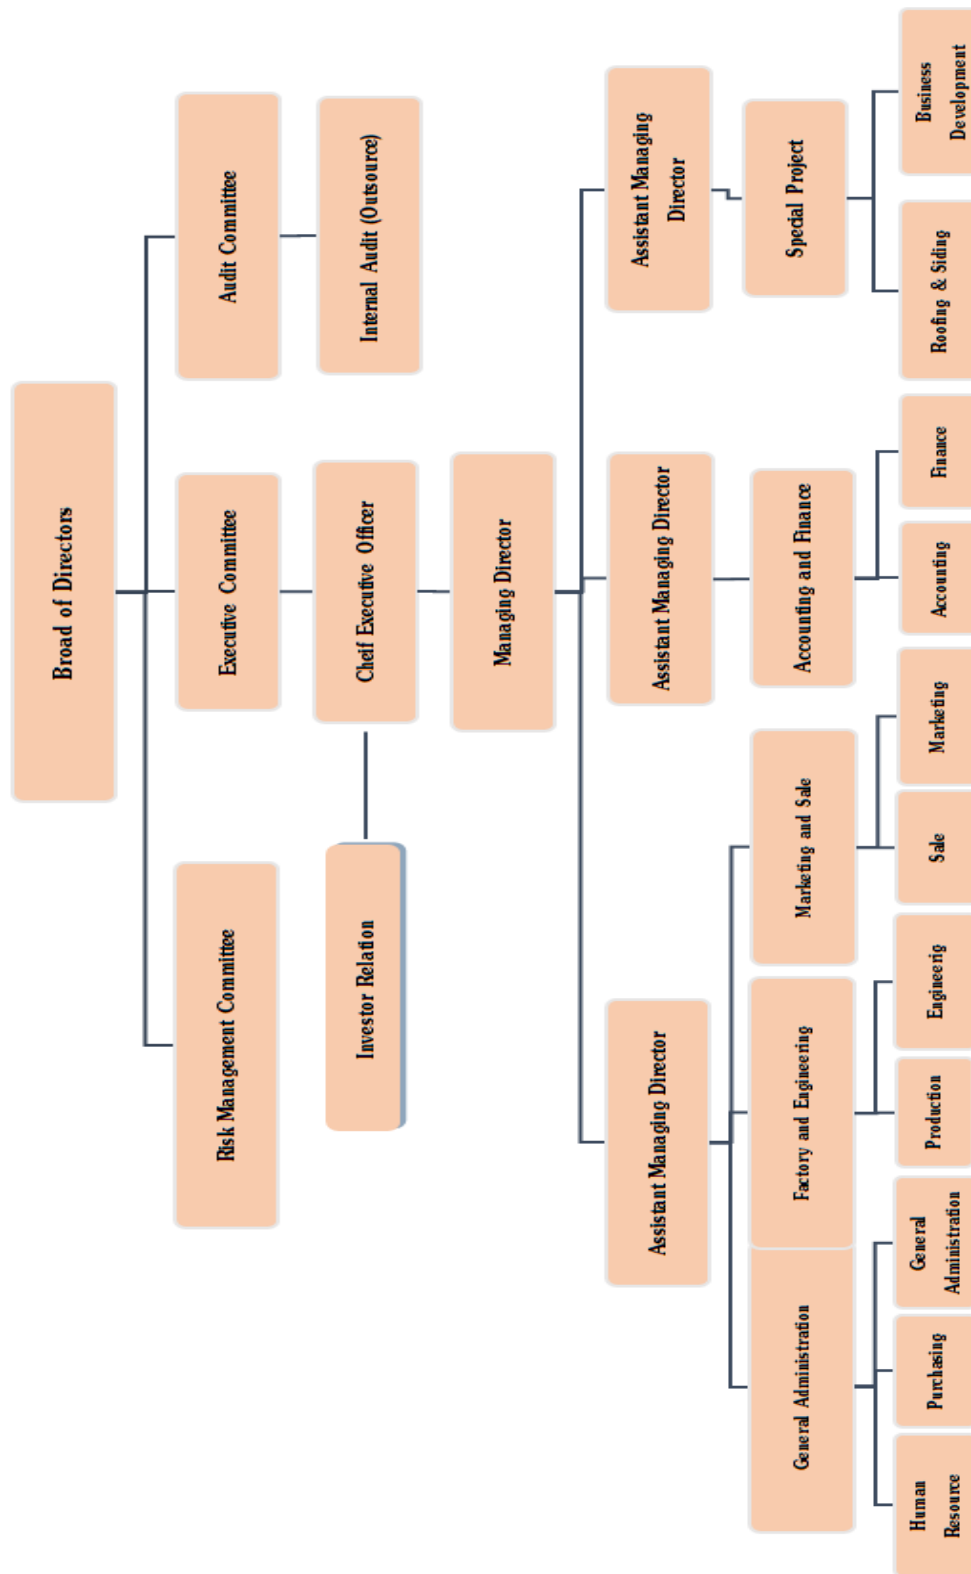 Broad of Directors
Risk Management Committee
Executive Committee
Audit Committee
Investor Relation
Cheif Executive Officer
Internal Audit (Outsource)
Managing Director
Assistant Managing Director
Assistant Managing Director
Assistant Managing
Director
General Administration
Factory and Engineering
Marketing and Sale
Accounting and Finance
Special Project
Human
Resource
Purchasing
General
Administration
Production
Engineerig
Sale
Marketing
Accounting
Finance
Roofing & Siding
Business
Development